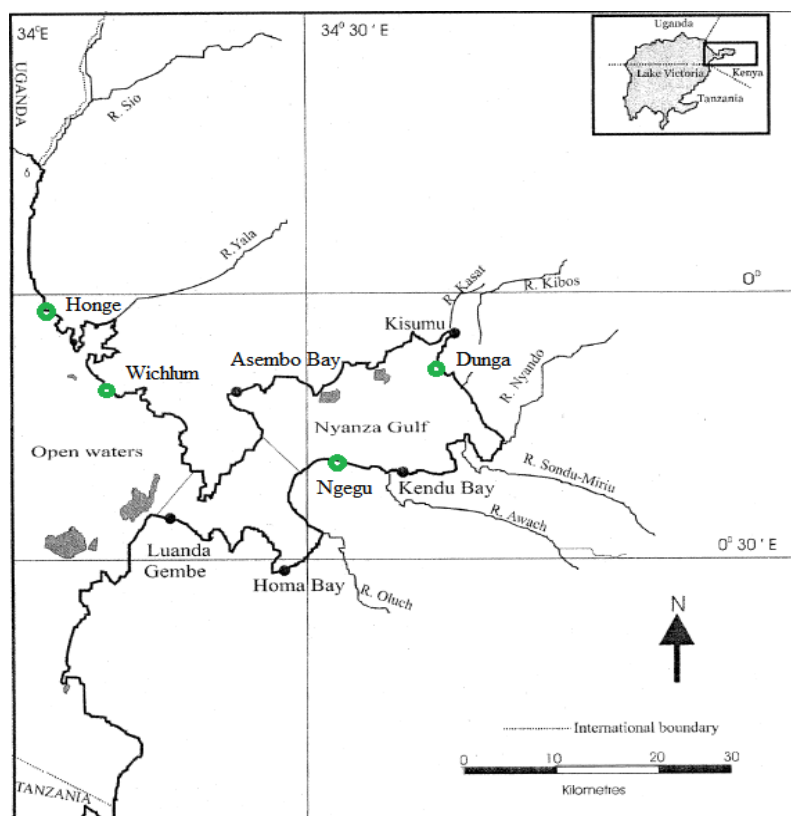 34°E
34° 30 ' E
Uganda
Lake Victoria
Kenya
Tanzania
UGANDA
R. Sio
6
R.Yala
R. Kasat
0°
R. Kibos
Honge
Kisumu
Wichlum
Asembo Bay
Dunga
R. Nyando
Nyanza Gulf
Open waters
Ngegu
Kendu Bay
R. Sondu-Miriu
R. Awach
Luanda
Gembe
Homa Bay
0° 30 ' E
R. Oluch
N
International boundary
0 10 20 30
Kilometres
TANZANIA